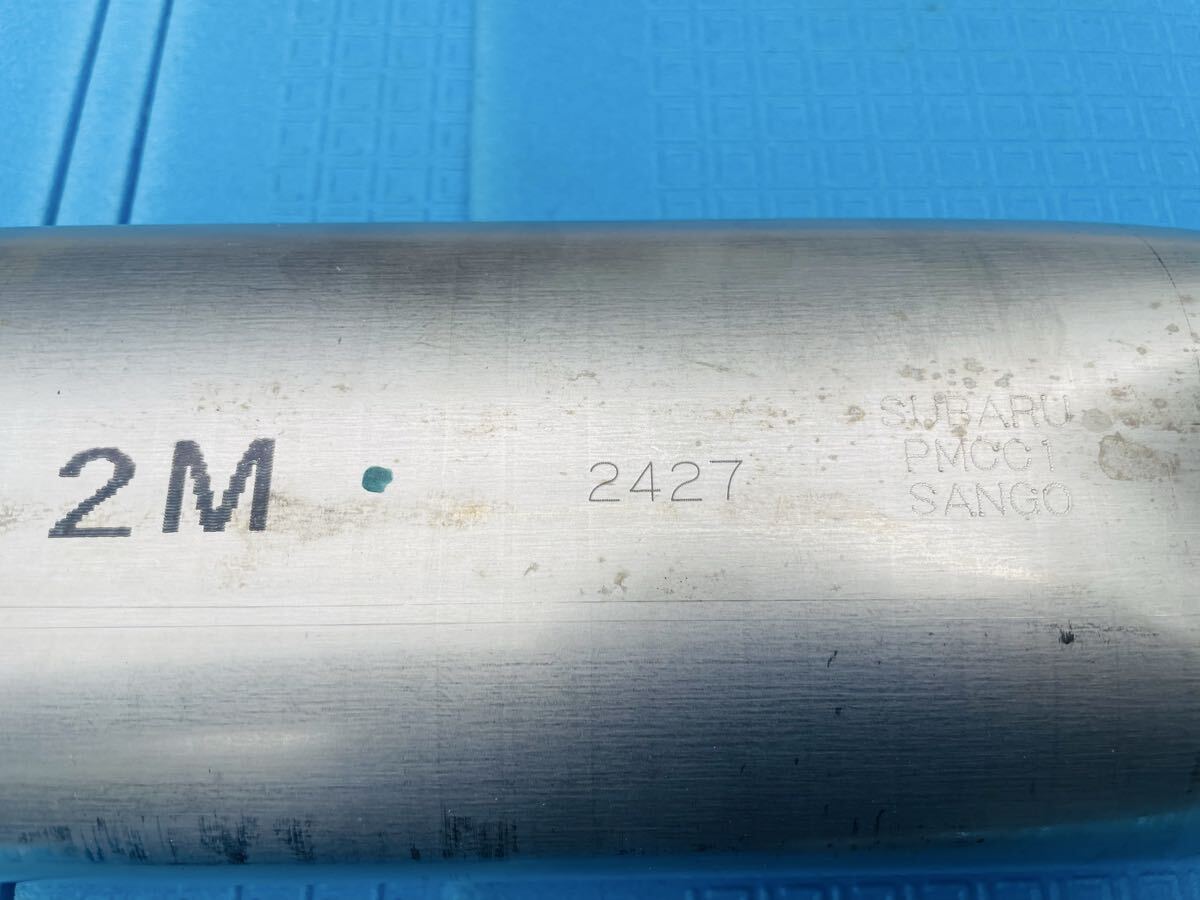 2M
2427
SUBARU
PMCC1
SANGO